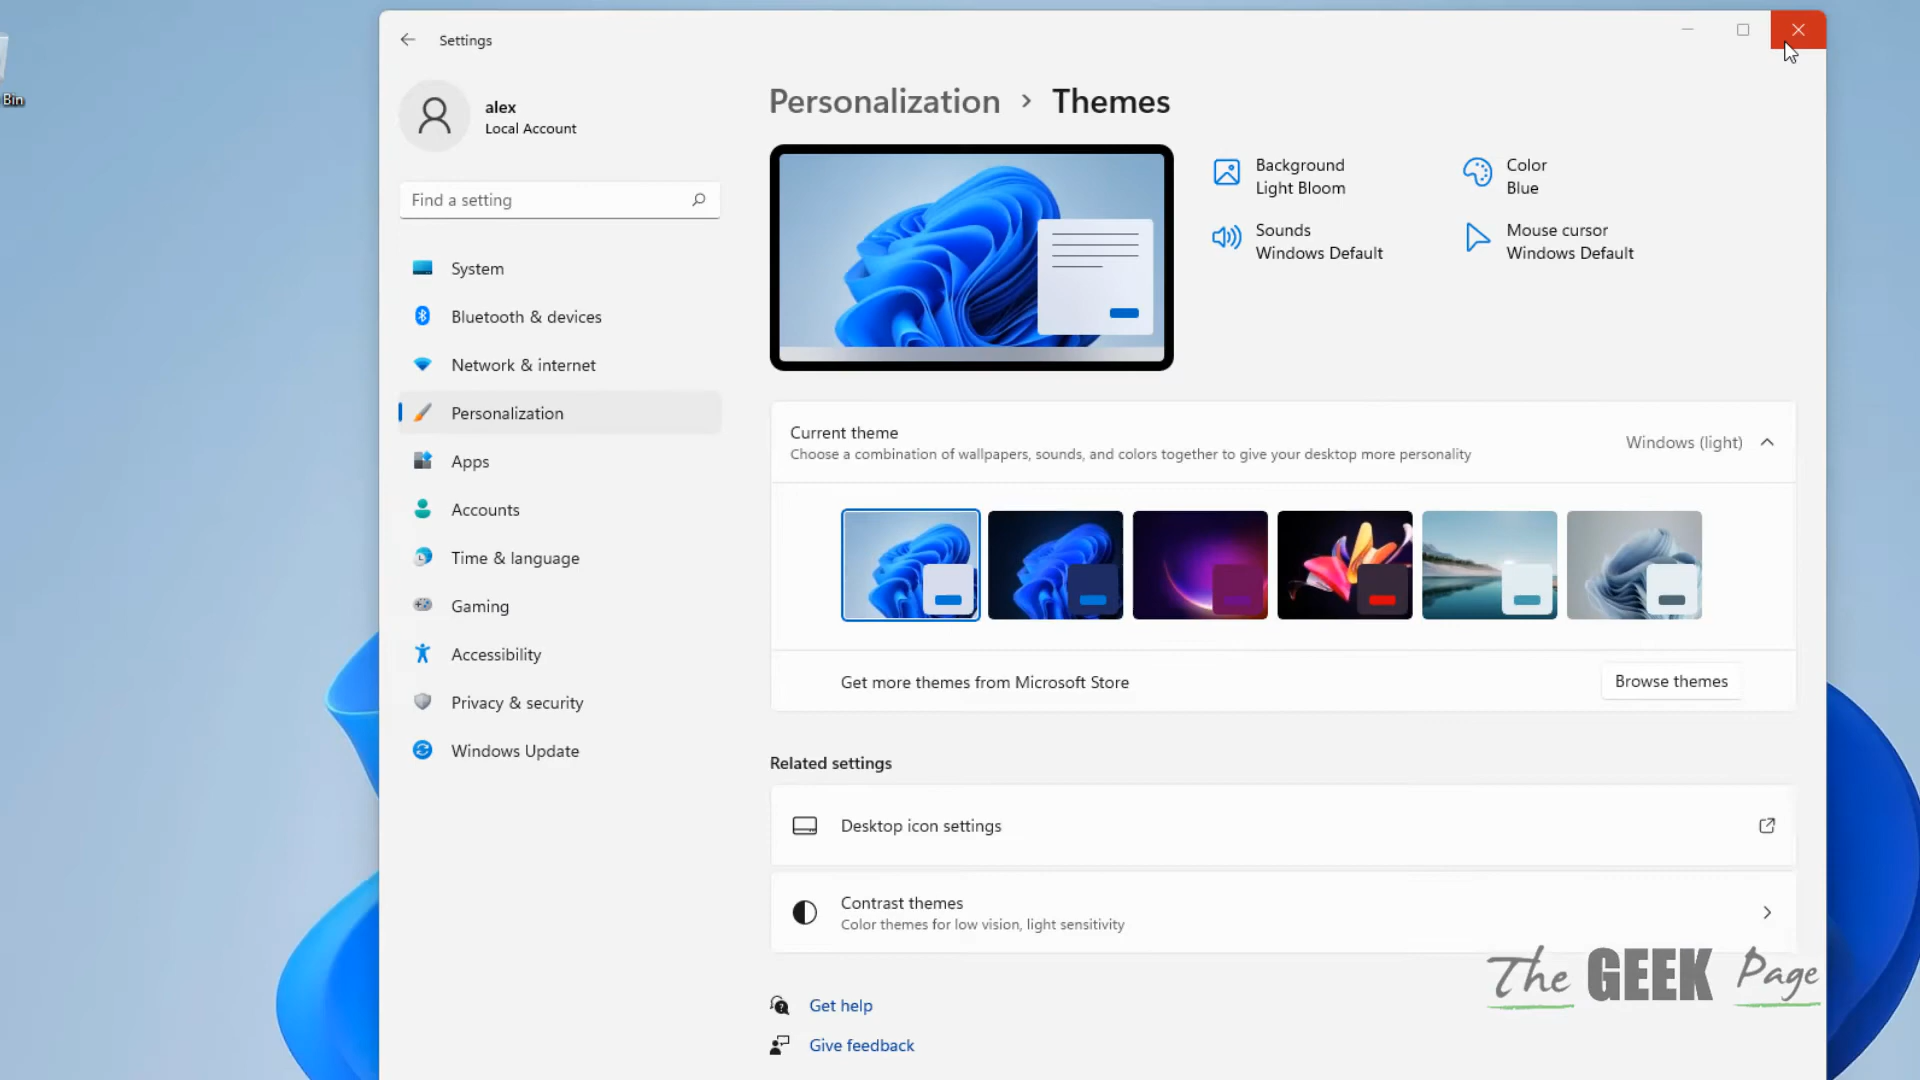 Settings
Bin
alex
Local Account
Find a setting
System
Bluetooth & devices
Network & internet
Personalization
Apps
Accounts
Time & language
Gaming
Accessibility
Privacy & security
Windows Update
Personalization > Themes
Background
Light Bloom
Color
Blue
Sounds
Windows Default
Mouse cursor
Windows Default
Current theme
Choose a combination of wallpapers, sounds, and colors together to give your desktop more personality
Windows (light)
Get more themes from Microsoft Store
Browse themes
Related settings
Desktop icon settings
Contrast themes
Color themes for low vision, light sensitivity
Get help
Give feedback
The GEEK Page